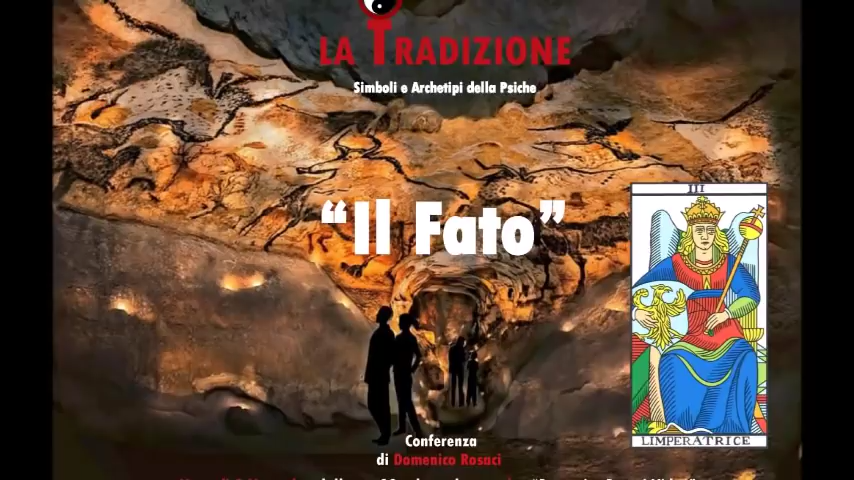 LA TRADIZIONE
Simboli e Archetipi della Psiche
“Il Fato”
III
L'IMPERATRICE
Conferenza
di Domenico Rosaci